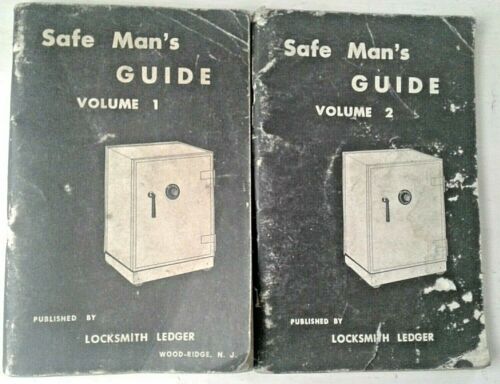 Safe Man's
GUIDE
VOLUME 1
PUBLISHED BY
LOCKSMITH LEDGER
WOOD-RIDGE, N. J.
Safe Man's
GUIDE
VOLUME 2
PUBLISHED BY
LOCKSMITH LEDGER